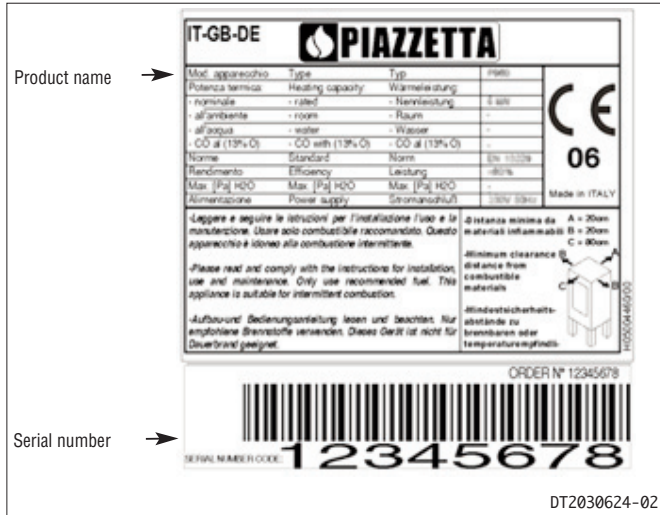 IT-GB-DE PIAZZETTA
Product name
Mod. apparecchio Type Typ
Potenza termica: Heating capacity: Wärmeleistung:
- nominale - rated - Nennleistung
- all'ambiente - room - Raum -
- all'acqua - water - Wasser -
- CO al (13% O) - CO with (13% O) - CO al (13% O) -
Norme Standard Norm
Rendimento Efficiency Leistung
Max. [Pa] H2O Max. [Pa] H2O Max. [Pa] H2O -
Alimentazione Power supply Stromanschluß
CE
06
Made in ITALY
-Leggere e seguire le istruzioni per l'installazione l'uso e la
manutenzione. Usare solo combustibile raccomandato. Questo
apparecchio è idoneo alla combustione intermittente.
-Please read and comply with the instructions for installation,
use and maintenance. Only use recommended fuel. This
appliance is suitable for intermittent combustion.
-Aufbau-und Bedienungsanleitung lesen und beachten. Nur
empfohlene Brennstoffe verwenden. Dieses Gerät ist nicht für
Dauerbrand geeignet.
-Distanza minima da
materiali infiammabili
A = 20cm
B = 20cm
C = 80cm
-Minimum clearance
distance from
combustible
materials
-Mindestsicherheits-
abstände zu
brennbaren oder
temperaturempfindli-
B
A
C
B
H05004460/00
ORDER N° 12345678
Serial number
SERIAL NUMBER CODE: 12345678
DT2030624-02